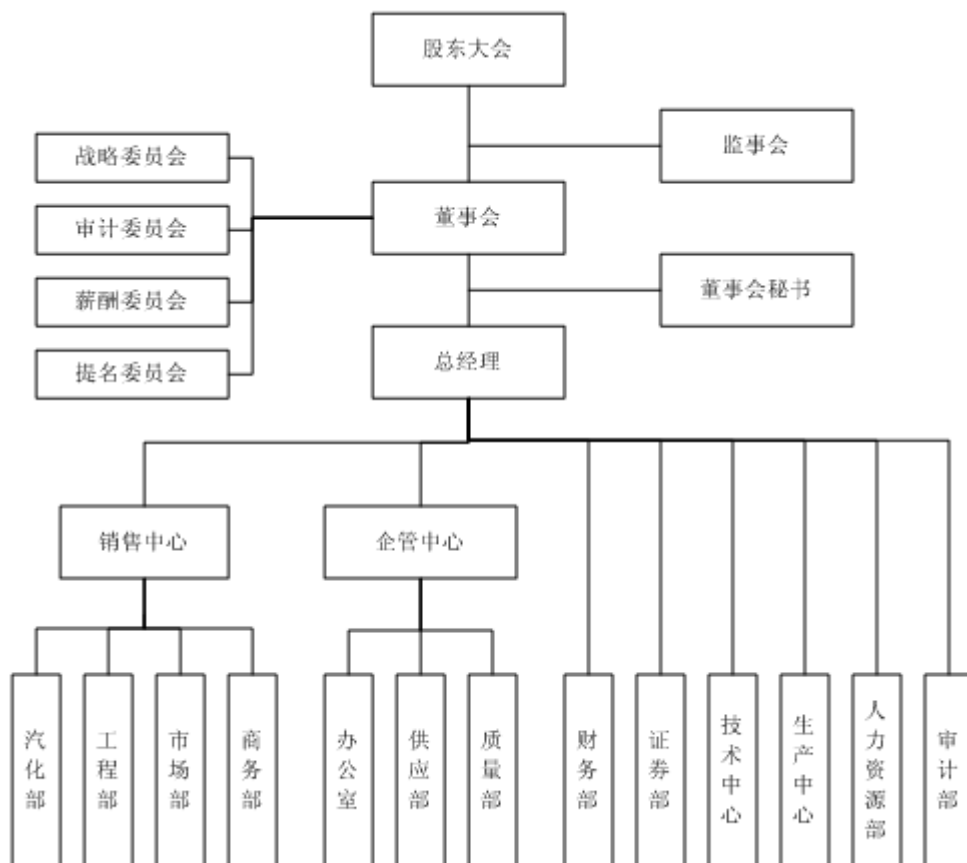 股东大会
监事会
战略委员会
董事会
审计委员会
薪酬委员会
董事会秘书
提名委员会
总经理
销售中心
企管中心
汽化部
工程部
市场部
商务部
办公室
供应部
质量部
财务部
证券部
技术中心
生产中心
人力资源部
审计部